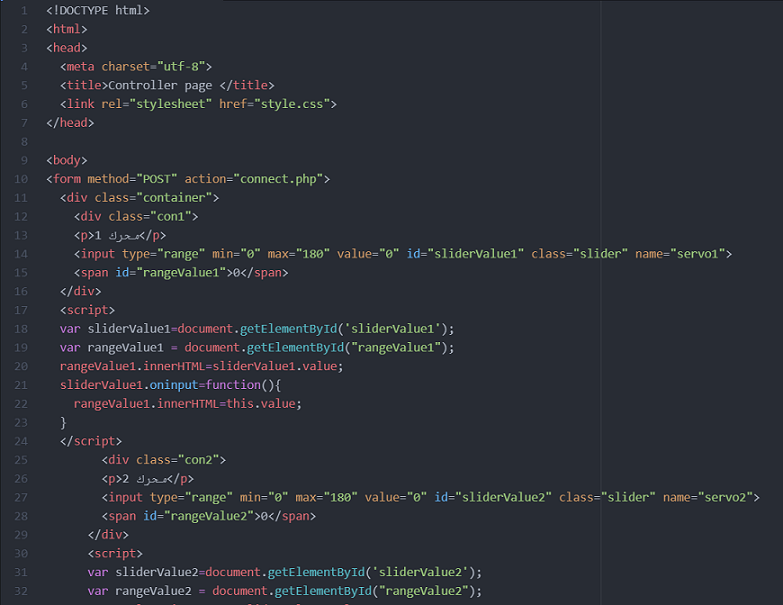 1 <!DOCTYPE html>
2 <html>
3 <head>
4 <meta charset="utf-8">
5 <title>Controller page </title>
6 <link rel="stylesheet" href="style.css">
7 </head>
8
9 <body>
10 <form method="POST" action="connect.php">
11 <div class="container">
12 <div class="con1">
13 <p>محرك 1</p>
14 <input type="range" min="0" max="180" value="0" id="sliderValue1" class="slider" name="servo1">
15 <span id="rangeValue1">0</span>
16 </div>
17 <script>
18 var sliderValue1=document.getElementById('sliderValue1');
19 var rangeValue1 = document.getElementById("rangeValue1");
20 rangeValue1.innerHTML=sliderValue1.value;
21 sliderValue1.oninput=function(){
22 rangeValue1.innerHTML=this.value;
23 }
24 </script>
25 <div class="con2">
26 <p>محرك 2</p>
27 <input type="range" min="0" max="180" value="0" id="sliderValue2" class="slider" name="servo2">
28 <span id="rangeValue2">0</span>
29 </div>
30 <script>
31 var sliderValue2=document.getElementById('sliderValue2');
32 var rangeValue2 = document.getElementById("rangeValue2");